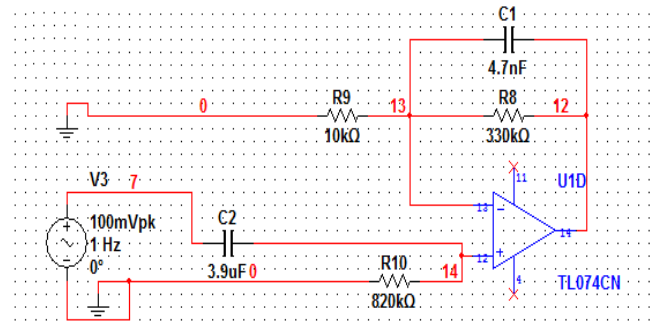 C1
4.7nF
0
R9
13
R8
12
10kΩ
330kΩ
11
U1D
V3
7
13
100mVpk
1 Hz
0°
C2
14
12
3.9uF
0
R10
14
4
TL074CN
820kΩ